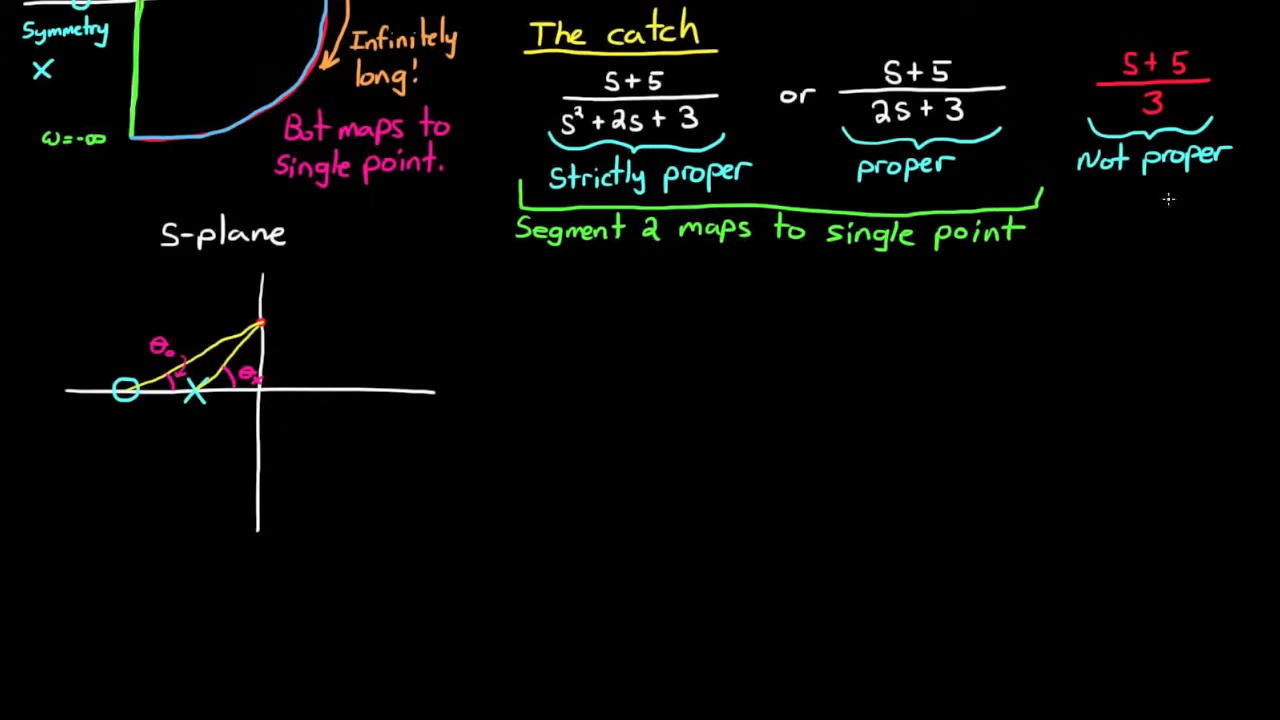 Symmetry
X
ω=-∞
Infinitely
long!
But maps to
single point.
The catch
S+5
S²+2s+3
Strictly proper
or
S+5
2s+3
proper
S+5
3
Not proper
Segment 2 maps to single point
S-plane
θ₀
θₓ